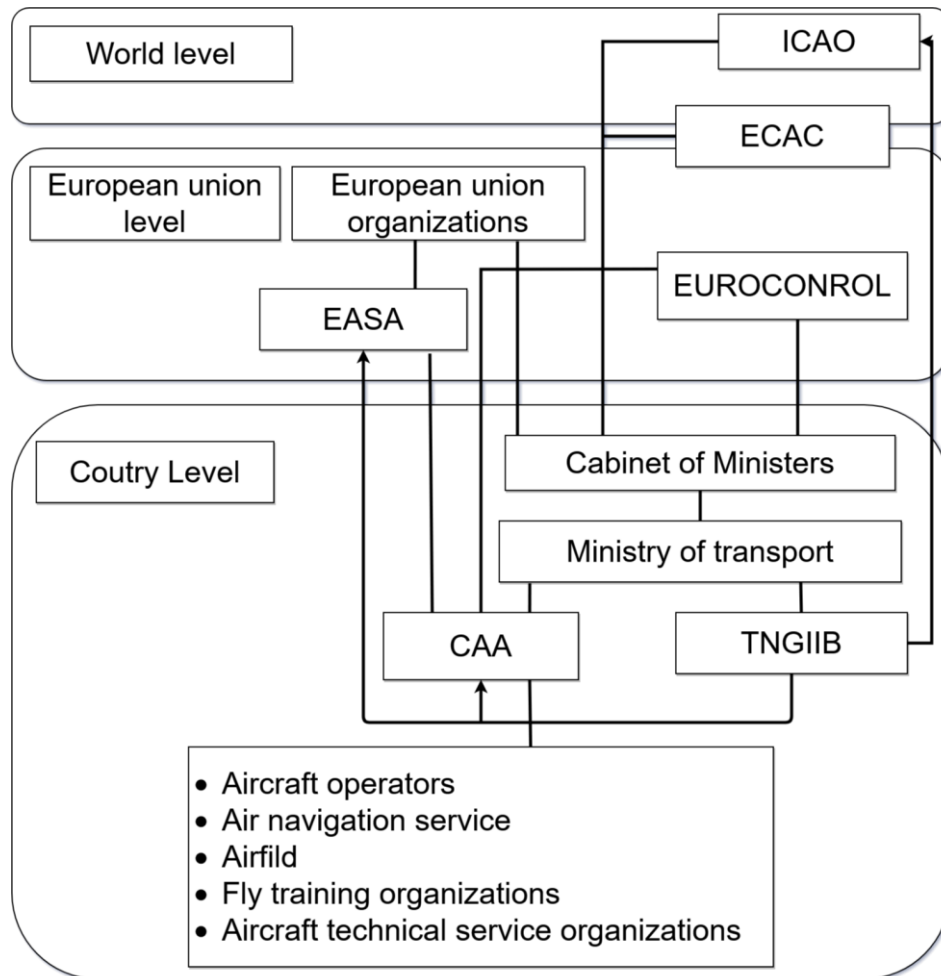 World level
ICAO
ECAC
European union
level
European union
organizations
EUROCONROL
EASA
Coutry Level
Cabinet of Ministers
Ministry of transport
CAA
TNGIIB
• Aircraft operators
• Air navigation service
• Airfild
• Fly training organizations
• Aircraft technical service organizations